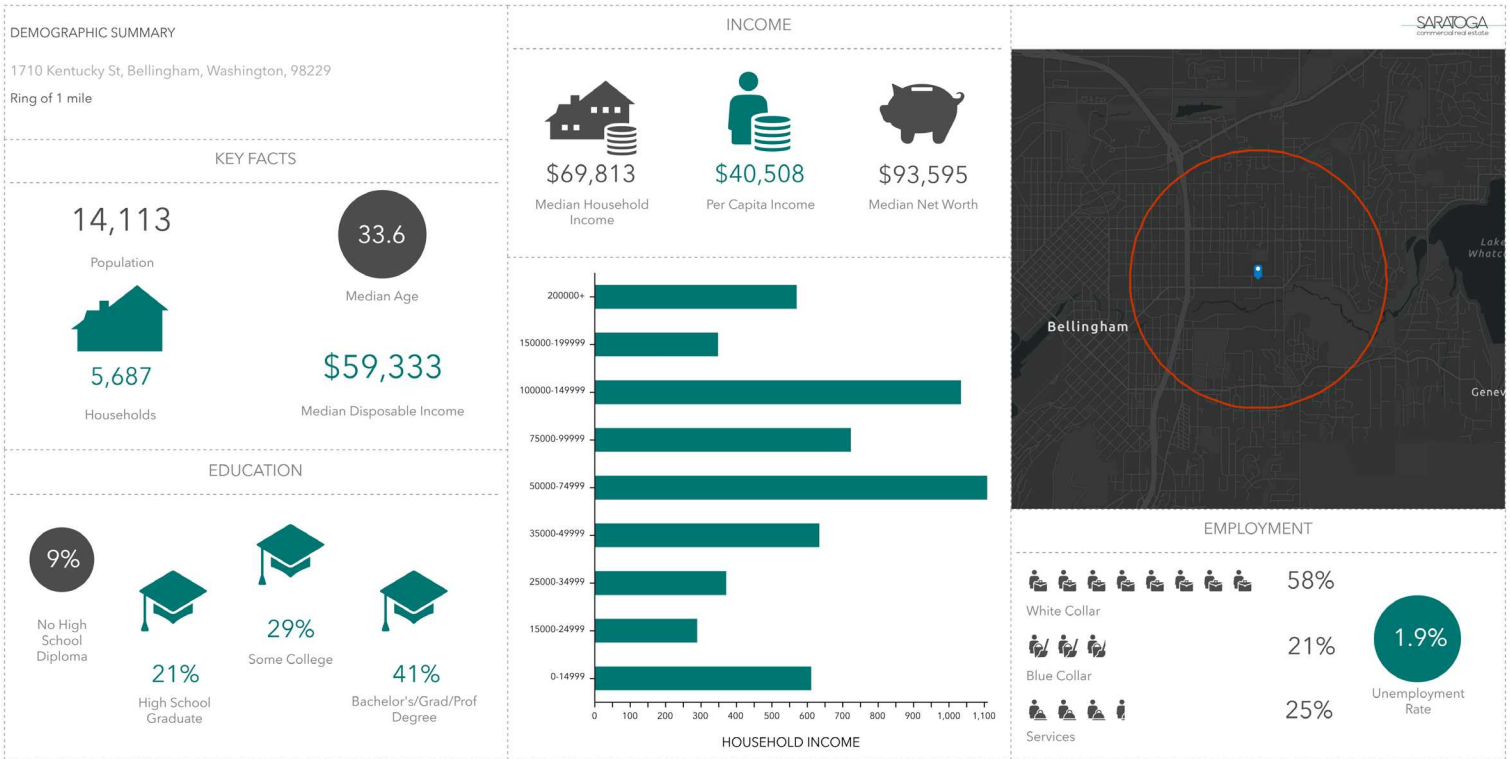 DEMOGRAPHIC SUMMARY
1710 Kentucky St, Bellingham, Washington, 98229
Ring of 1 mile
KEY FACTS
14,113
Population
33.6
Median Age
5,687
Households
$59,333
Median Disposable Income
EDUCATION
9%
No High
School
Diploma
21%
High School
Graduate
29%
Some College
41%
Bachelor's/Grad/Prof
Degree
INCOME
$69,813
Median Household
Income
$40,508
Per Capita Income
$93,595
Median Net Worth
200000+
150000-199999
100000-149999
75000-99999
50000-74999
35000-49999
25000-34999
15000-24999
0-14999
0 100 200 300 400 500 600 700 800 900 1,000 1,100
HOUSEHOLD INCOME
SARATOGA
commercial real estate
Lake
Bellingham
EMPLOYMENT
58%
White Collar
21%
Blue Collar
25%
Services
1.9%
Unemployment
Rate